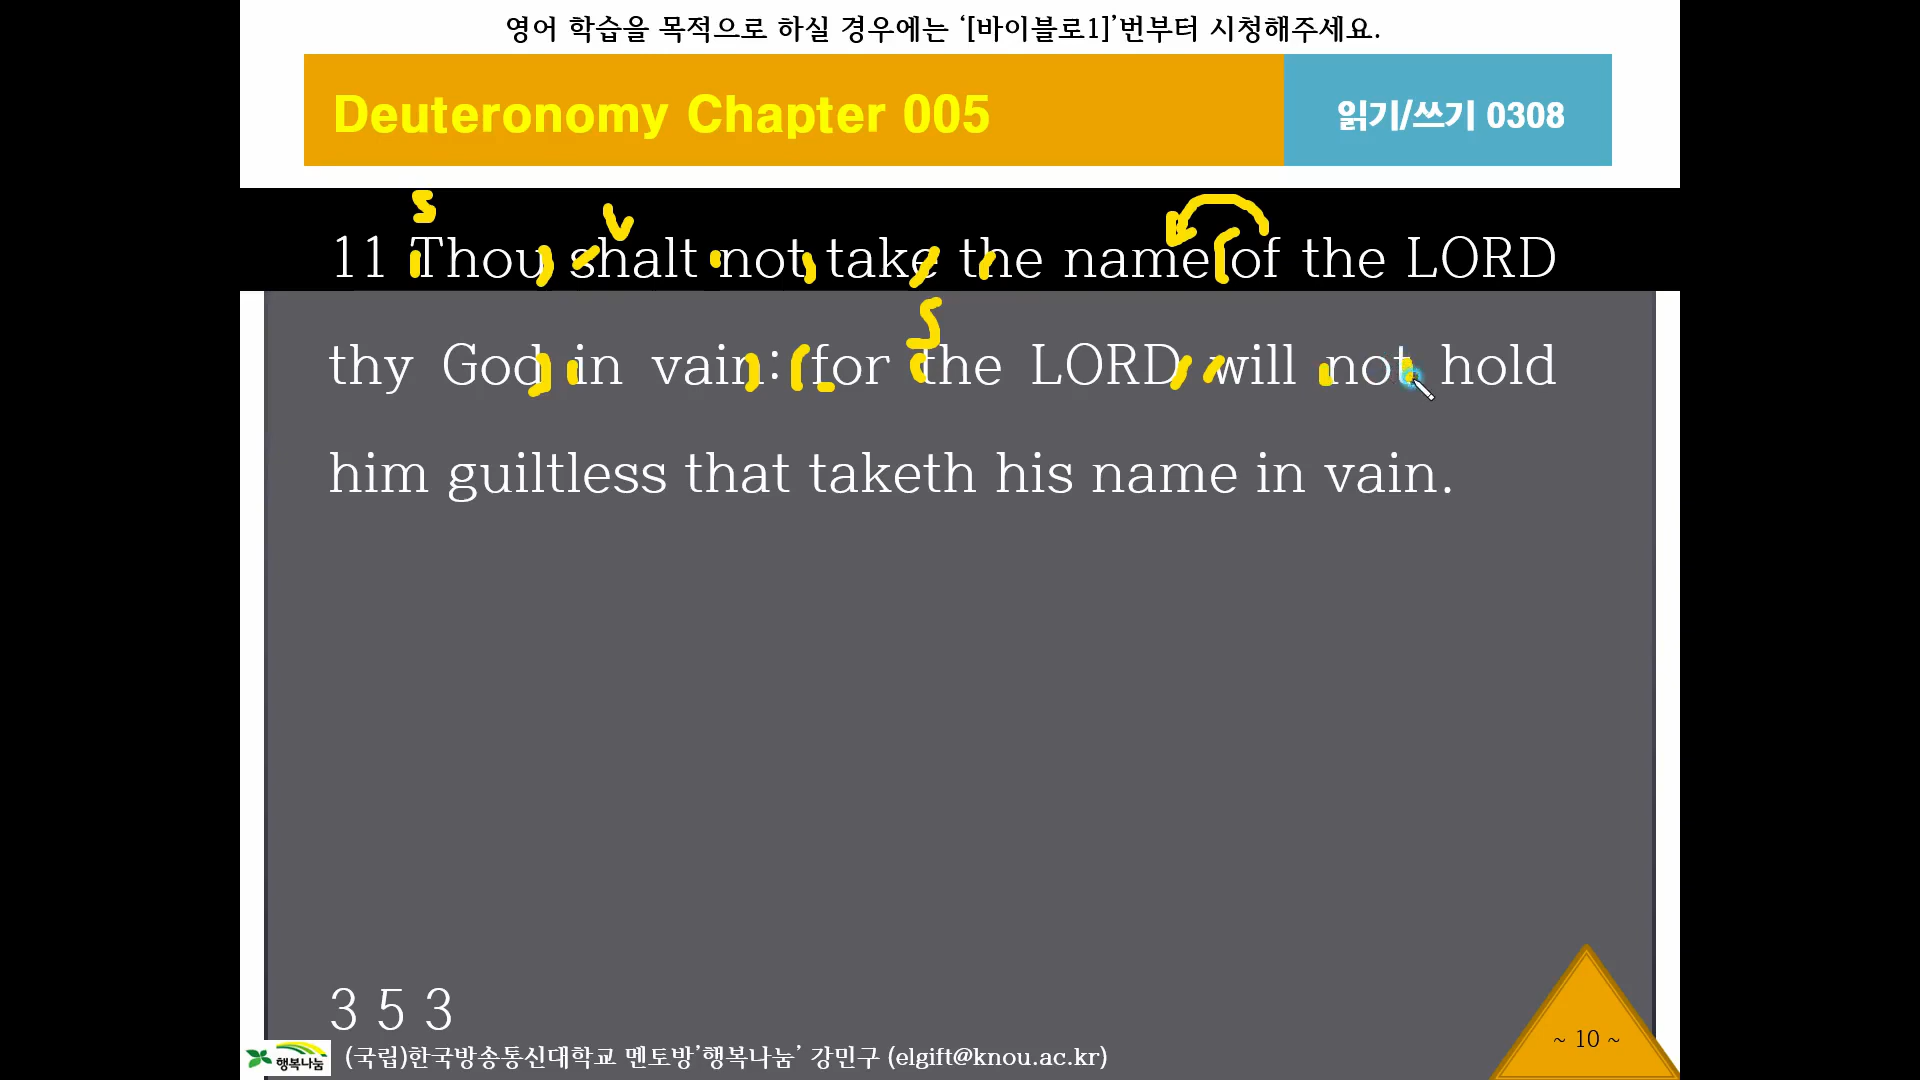 영어 학습을 목적으로 하실 경우에는 ‘[바이블로1]’번부터 시청해주세요.
Deuteronomy Chapter 005
읽기/쓰기 0308
S
V
11 Thou shalt not take the name of the LORD
S
thy God in vain: for the LORD will not hold
him guiltless that taketh his name in vain.
3 5 3
~ 10 ~
행복나눔
(국립)한국방송통신대학교 멘토방’행복나눔’ 강민구 (elgift@knou.ac.kr)